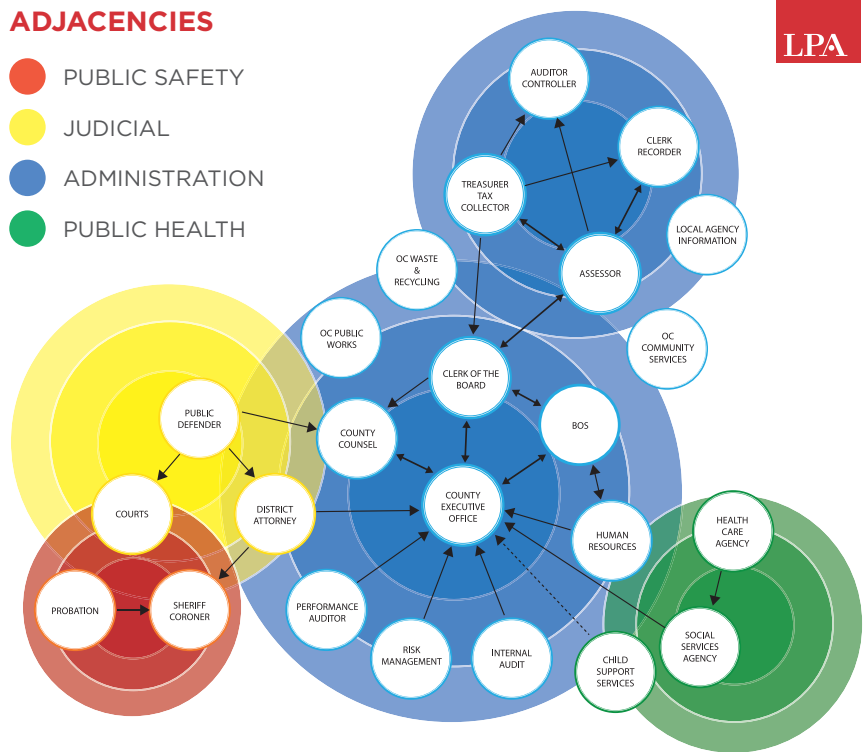 ADJACENCIES
PUBLIC SAFETY
JUDICIAL
ADMINISTRATION
PUBLIC HEALTH
LPA
AUDITOR
CONTROLLER
CLERK
RECORDER
TREASURER
TAX
COLLECTOR
LOCAL AGENCY
INFORMATION
ASSESSOR
OC WASTE
&
RECYCLING
OC PUBLIC
WORKS
OC
COMMUNITY
SERVICES
CLERK OF THE
BOARD
PUBLIC
DEFENDER
COUNTY
COUNSEL
BOS
COUNTY
EXECUTIVE
OFFICE
COURTS
DISTRICT
ATTORNEY
HUMAN
RESOURCES
HEALTH
CARE
AGENCY
PROBATION
SHERIFF
CORONER
PERFORMANCE
AUDITOR
RISK
MANAGEMENT
INTERNAL
AUDIT
CHILD
SUPPORT
SERVICES
SOCIAL
SERVICES
AGENCY